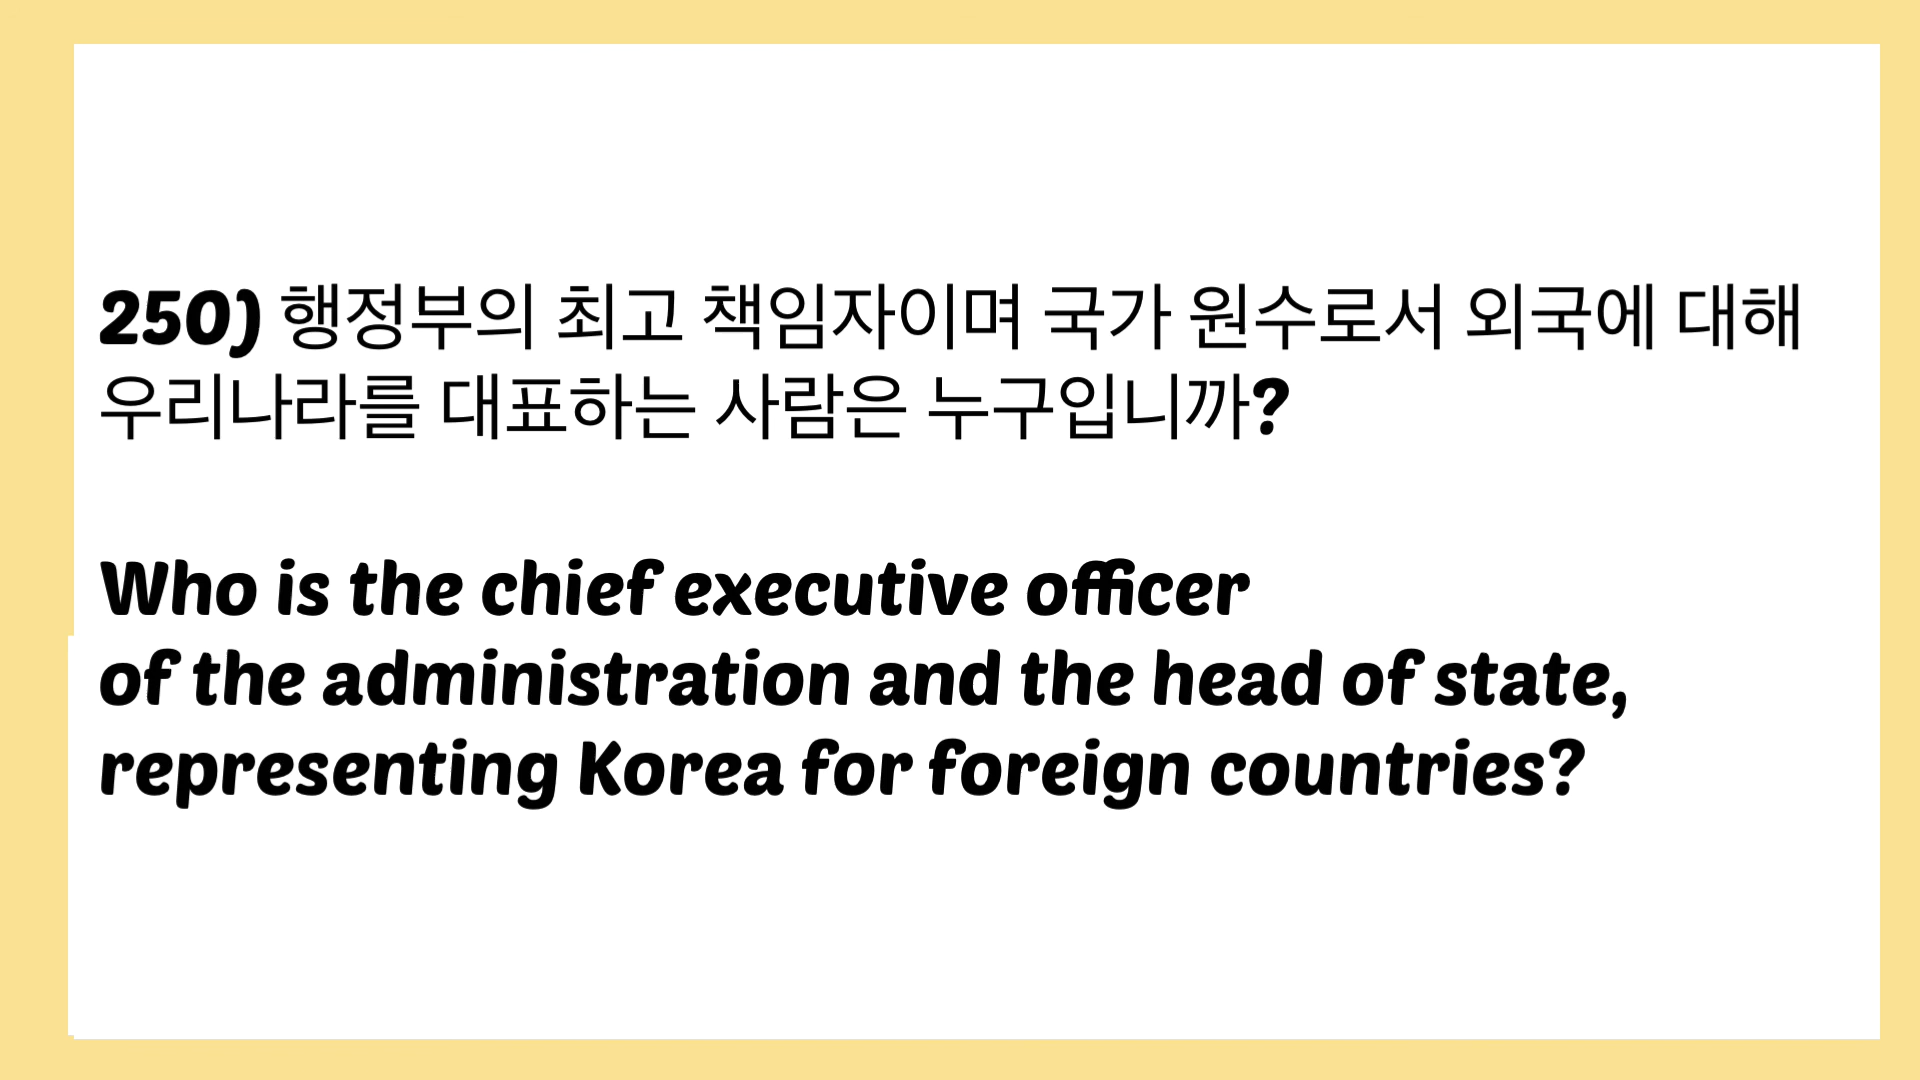 250) 행정부의 최고 책임자이며 국가 원수로서 외국에 대해
우리나라를 대표하는 사람은 누구입니까?
Who is the chief executive officer
of the administration and the head of state,
representing Korea for foreign countries?